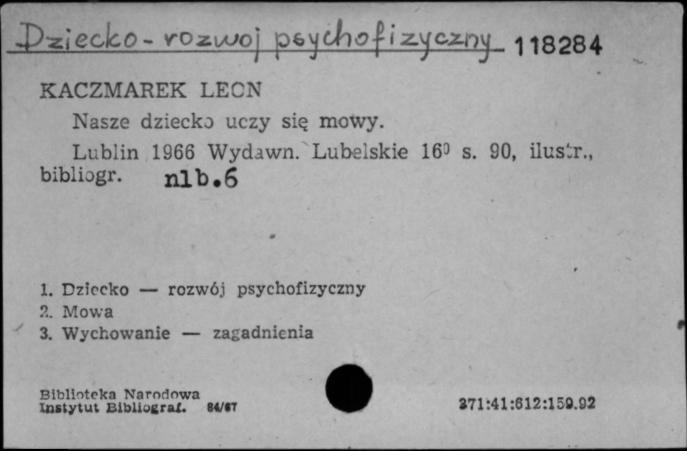 Dziecko - rozwoj psychofizyczny 118284
KACZMAREK LEON
Nasze dziecko uczy się mowy.
Lublin 1966 Wydawn. Lubelskie 16⁰ s. 90, ilustr.,
bibliogr. nlb.6
1. Dziecko — rozwój psychofizyczny
2. Mowa
3. Wychowanie — zagadnienia
Biblioteka Narodowa
Instytut Bibliograf. 84/67
371:41:612:159.92